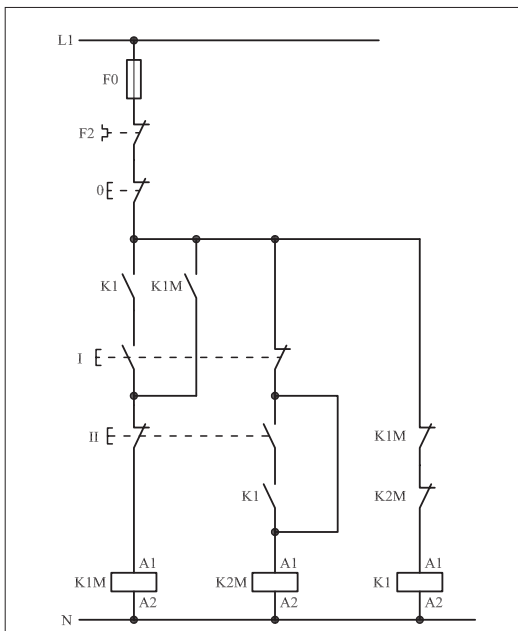 L1
F0
F2
0
K1 K1M
I
II K1M
K1 K2M
A1 A1 A1
K1M K2M K1
A2 A2 A2
N